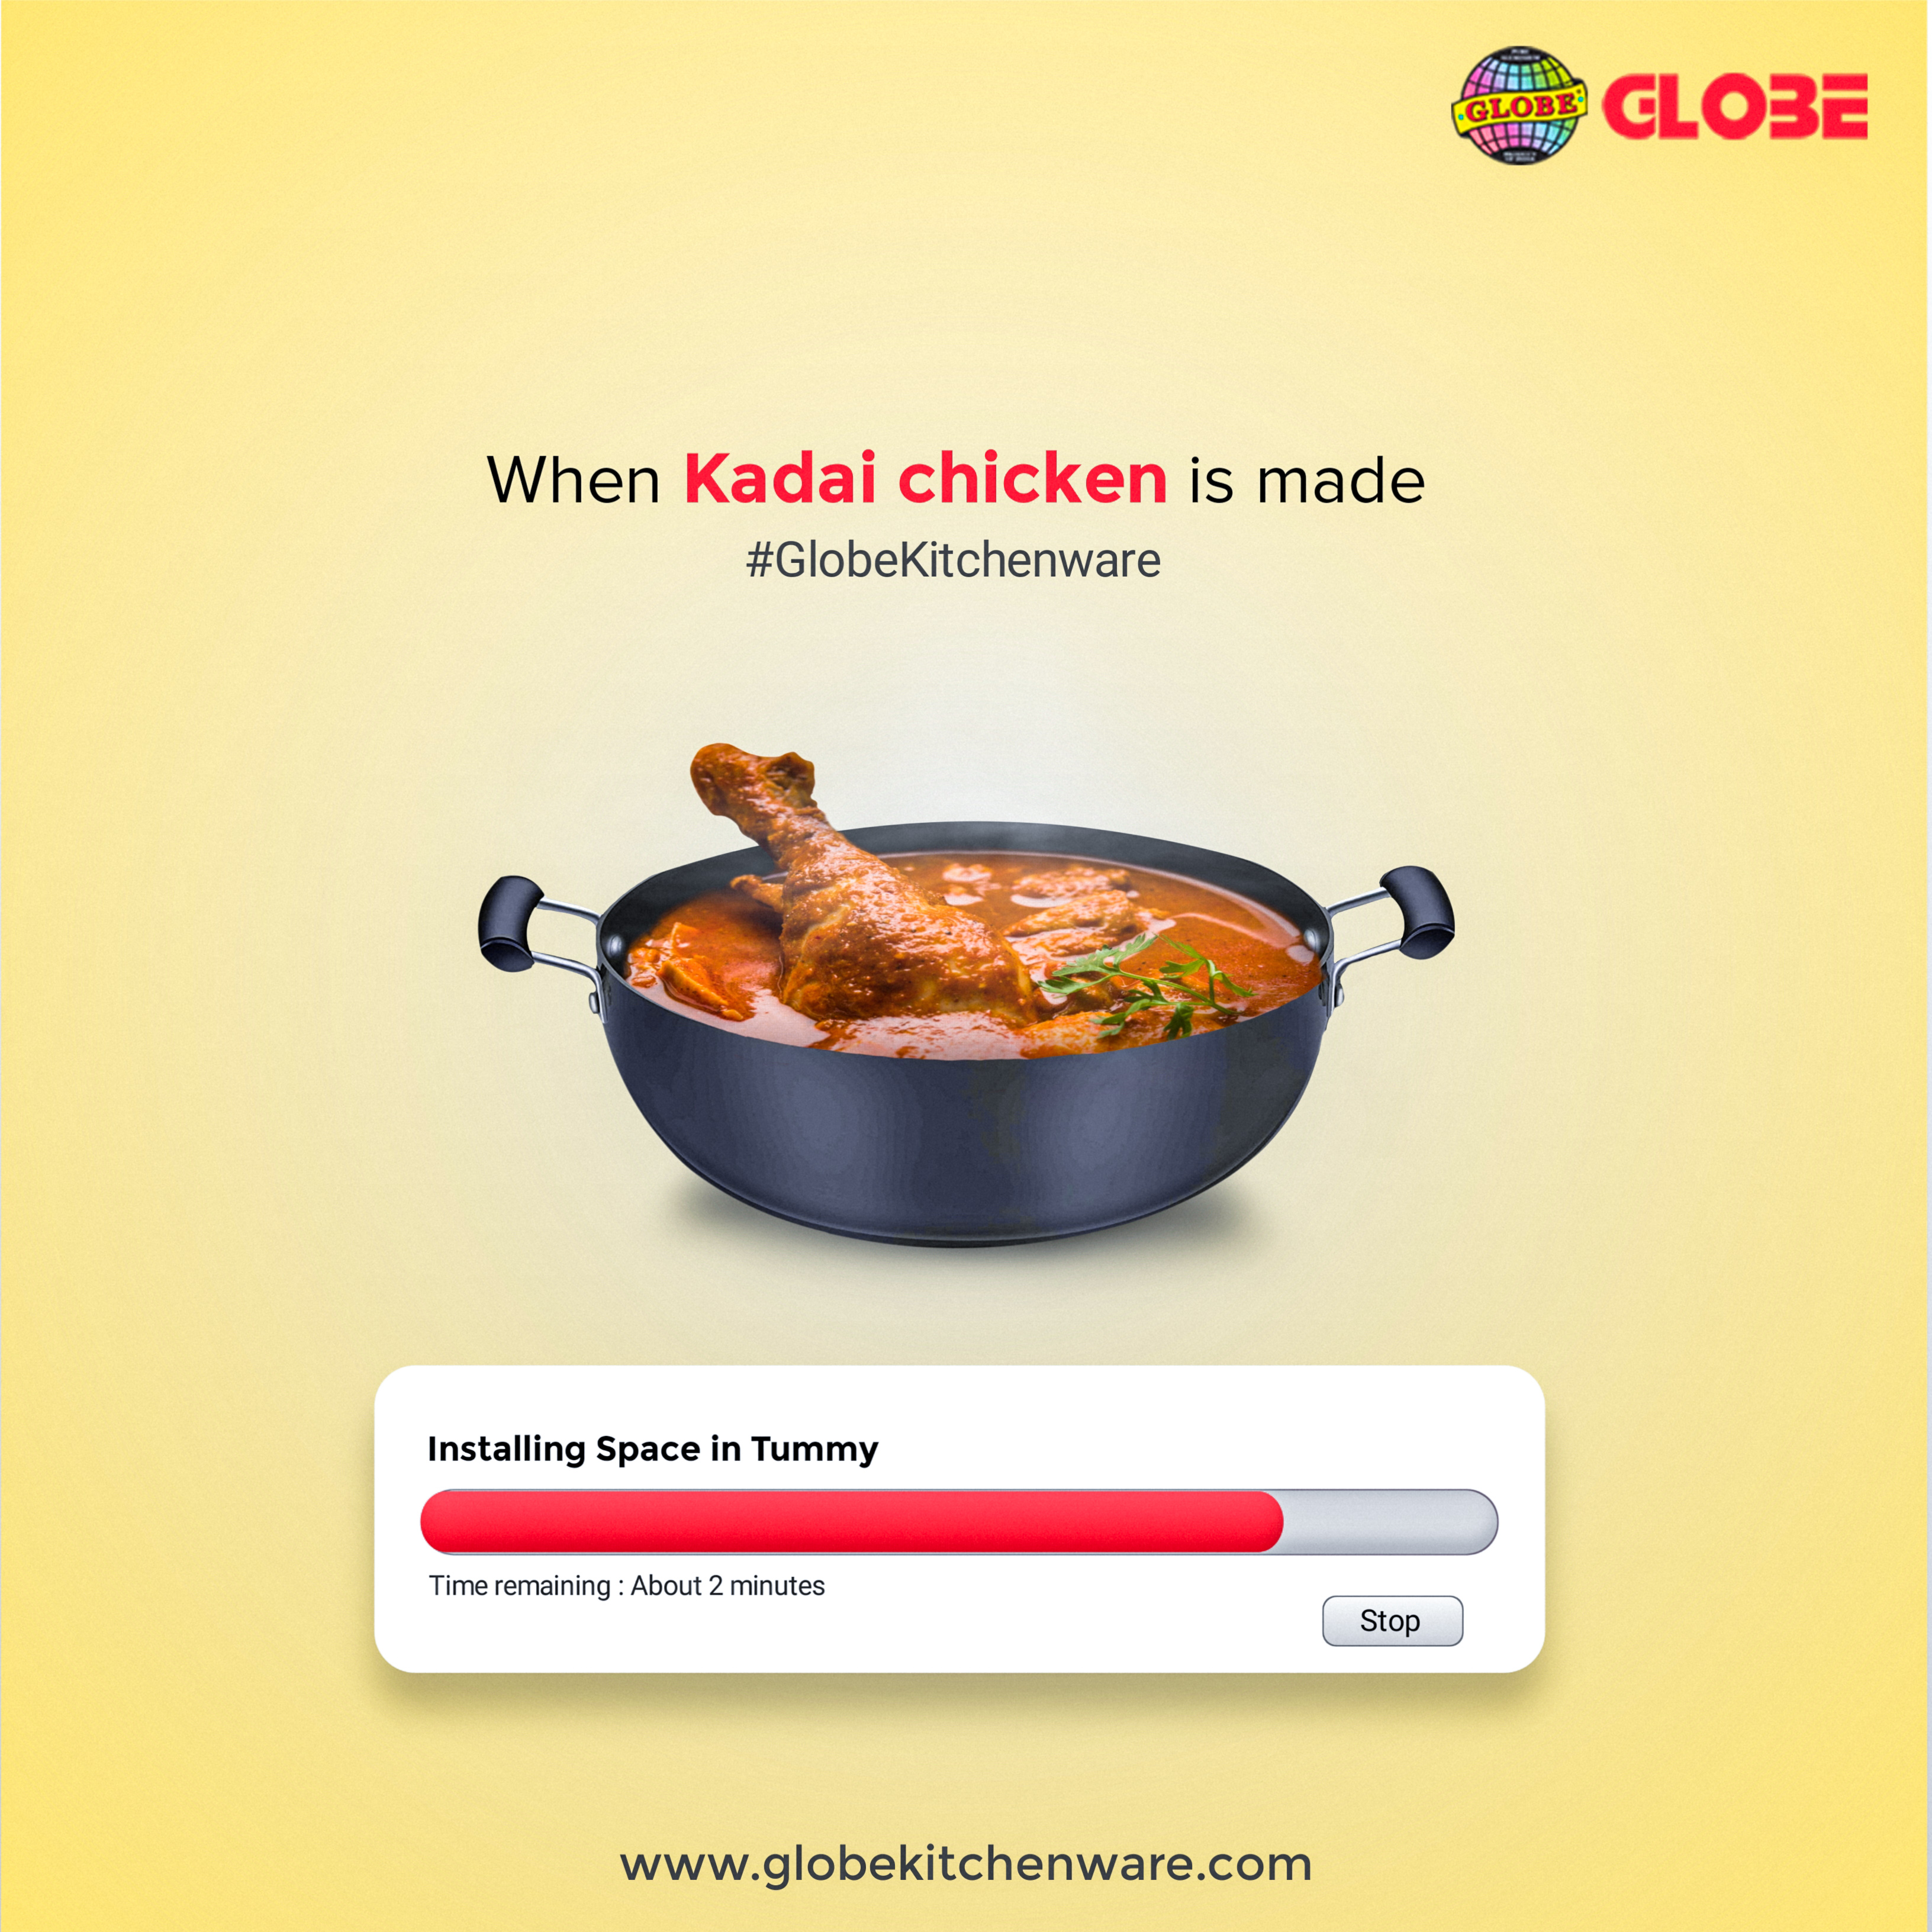 GLOBE
GLOBE
When Kadai chicken is made
#GlobeKitchenware
Installing Space in Tummy
Time remaining : About 2 minutes
Stop
www.globekitchenware.com